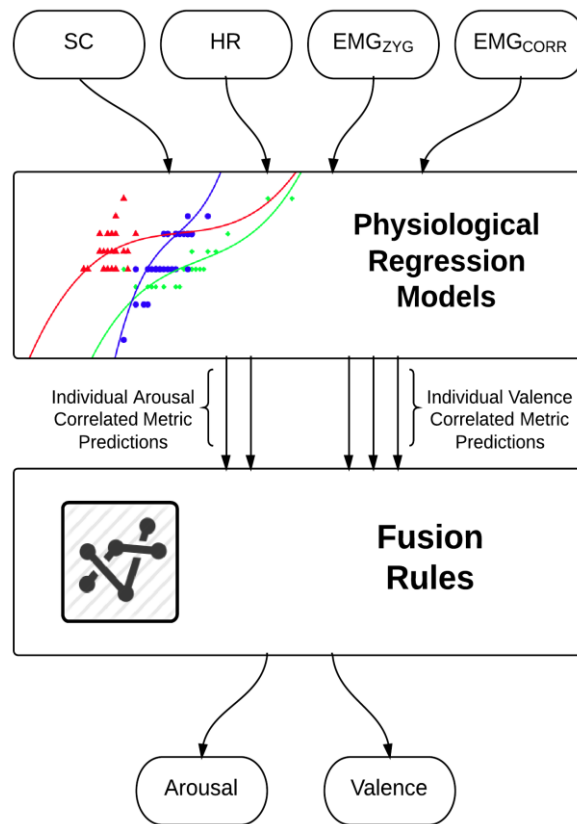 SC
HR
EMGZYG
EMGCORR
Physiological
Regression
Models
Individual Arousal
Correlated Metric
Predictions
Individual Valence
Correlated Metric
Predictions
Fusion
Rules
Arousal
Valence